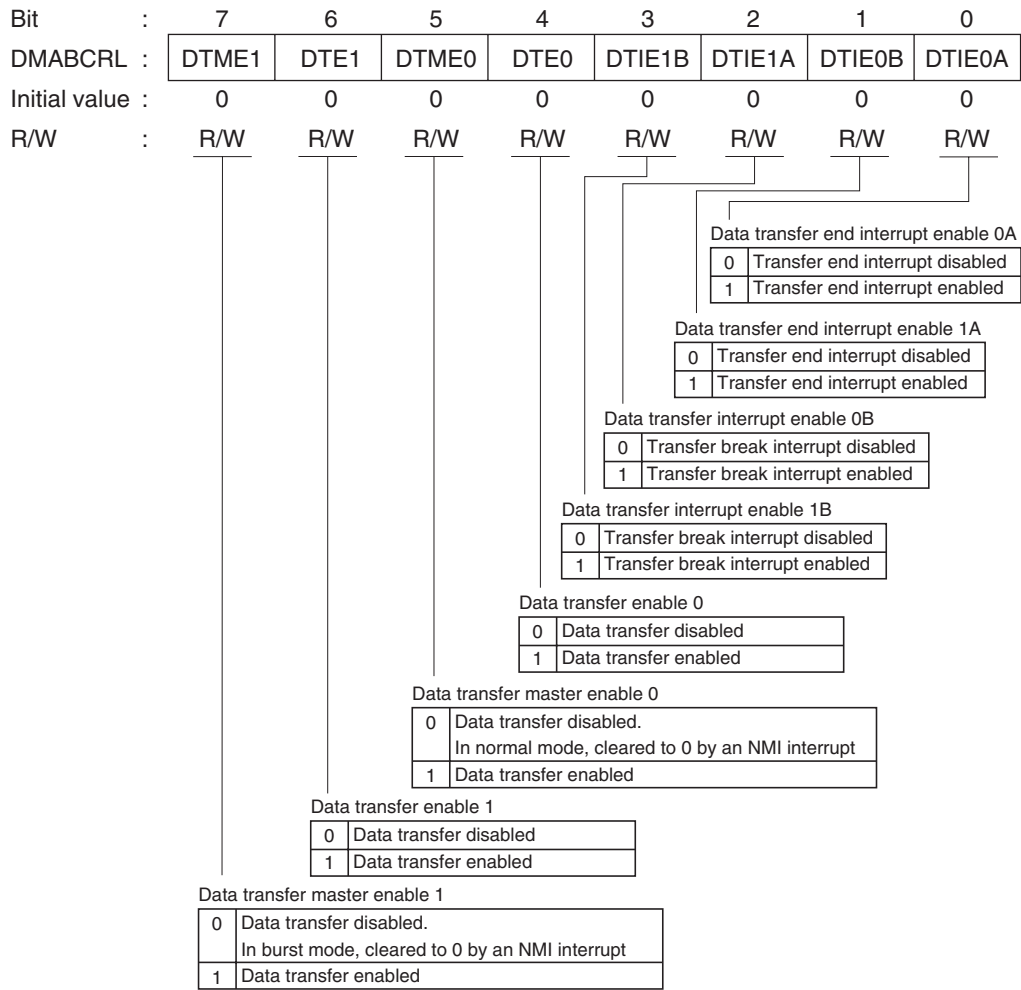 Bit : 7 6 5 4 3 2 1 0
DMABCRL : DTME1 DTE1 DTME0 DTE0 DTIE1B DTIE1A DTIE0B DTIE0A
Initial value : 0 0 0 0 0 0 0 0
R/W : R/W R/W R/W R/W R/W R/W R/W R/W
Data transfer end interrupt enable 0A
0 Transfer end interrupt disabled
1 Transfer end interrupt enabled
Data transfer end interrupt enable 1A
0 Transfer end interrupt disabled
1 Transfer end interrupt enabled
Data transfer interrupt enable 0B
0 Transfer break interrupt disabled
1 Transfer break interrupt enabled
Data transfer interrupt enable 1B
0 Transfer break interrupt disabled
1 Transfer break interrupt enabled
Data transfer enable 0
0 Data transfer disabled
1 Data transfer enabled
Data transfer master enable 0
0 Data transfer disabled.
In normal mode, cleared to 0 by an NMI interrupt
1 Data transfer enabled
Data transfer enable 1
0 Data transfer disabled
1 Data transfer enabled
Data transfer master enable 1
0 Data transfer disabled.
In burst mode, cleared to 0 by an NMI interrupt
1 Data transfer enabled